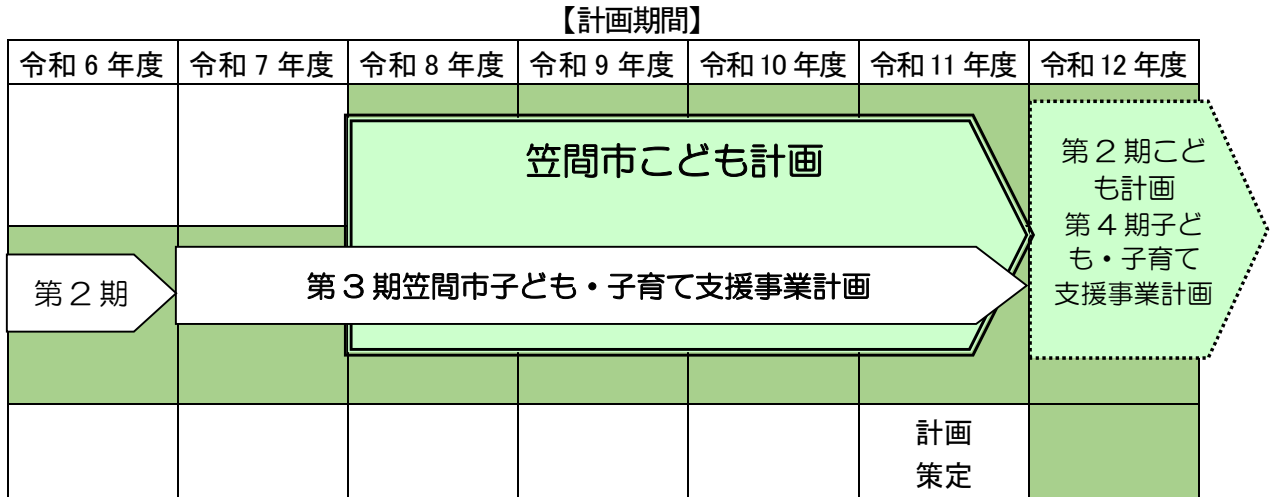 【計画期間】
令和６年度 令和７年度 令和８年度 令和９年度 令和10年度 令和11年度 令和12年度
笠間市こども計画
第２期こど
も計画
第４期子ど
も・子育て
支援事業計画
第２期
第３期笠間市子ども・子育て支援事業計画
計画
策定